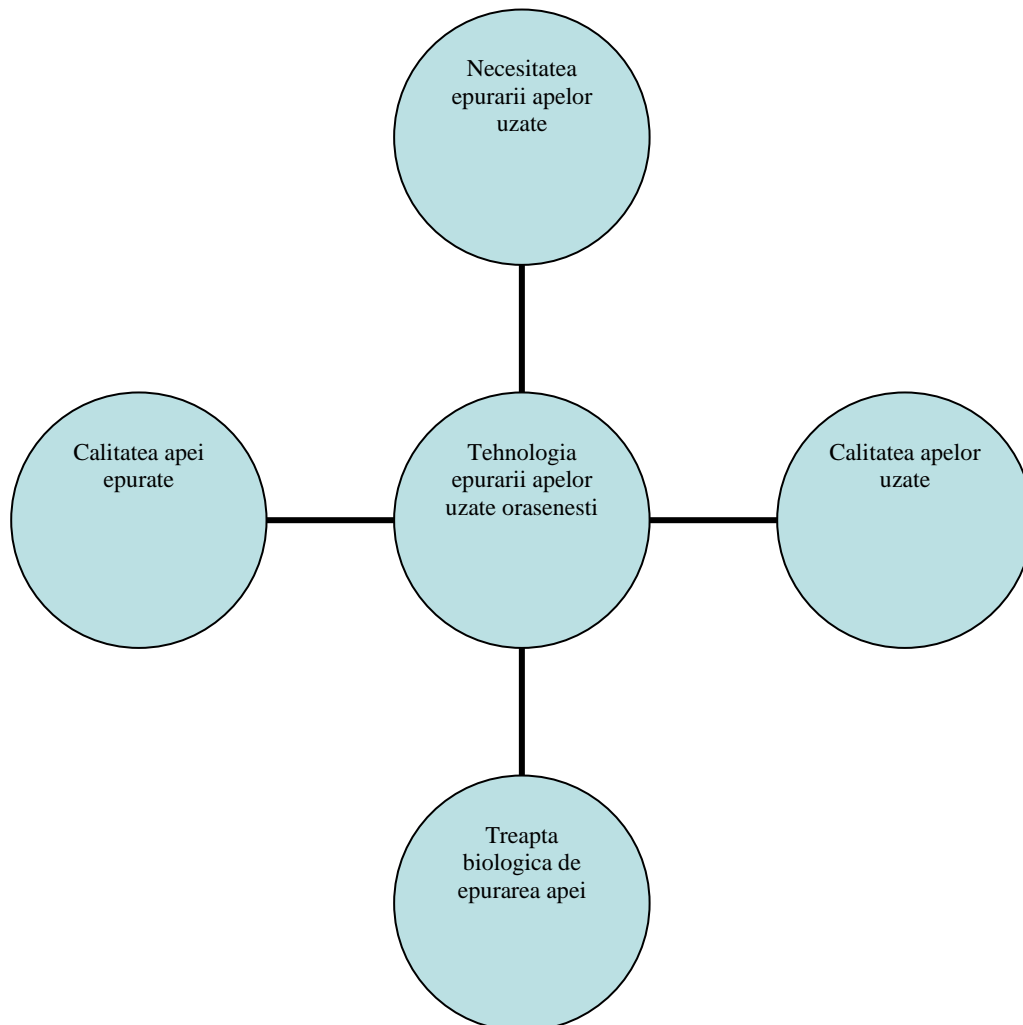 Necesitatea
epurarii apelor
uzate
Calitatea apei
epurate
Tehnologia
epurarii apelor
uzate orasenesti
Calitatea apelor
uzate
Treapta
biologica de
epurarea apei